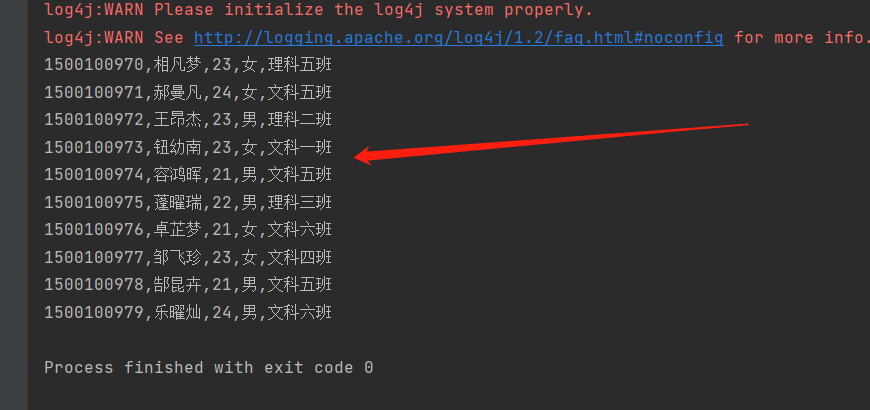 log4j:WARN Please initialize the log4j system properly.
log4j:WARN See http://logging.apache.org/log4j/1.2/faq.html#noconfig for more info.
1500100970,相凡梦,23,女,理科五班
1500100971,郝曼凡,24,女,文科五班
1500100972,王昂杰,23,男,理科二班
1500100973,钮幼南,23,女,文科一班
1500100974,容鸿晖,21,男,文科五班
1500100975,蓬曜瑞,22,男,理科三班
1500100976,卓芷梦,21,女,文科六班
1500100977,邹飞珍,23,女,文科四班
1500100978,郜昆卉,21,男,文科五班
1500100979,乐曜灿,24,男,文科六班
Process finished with exit code 0